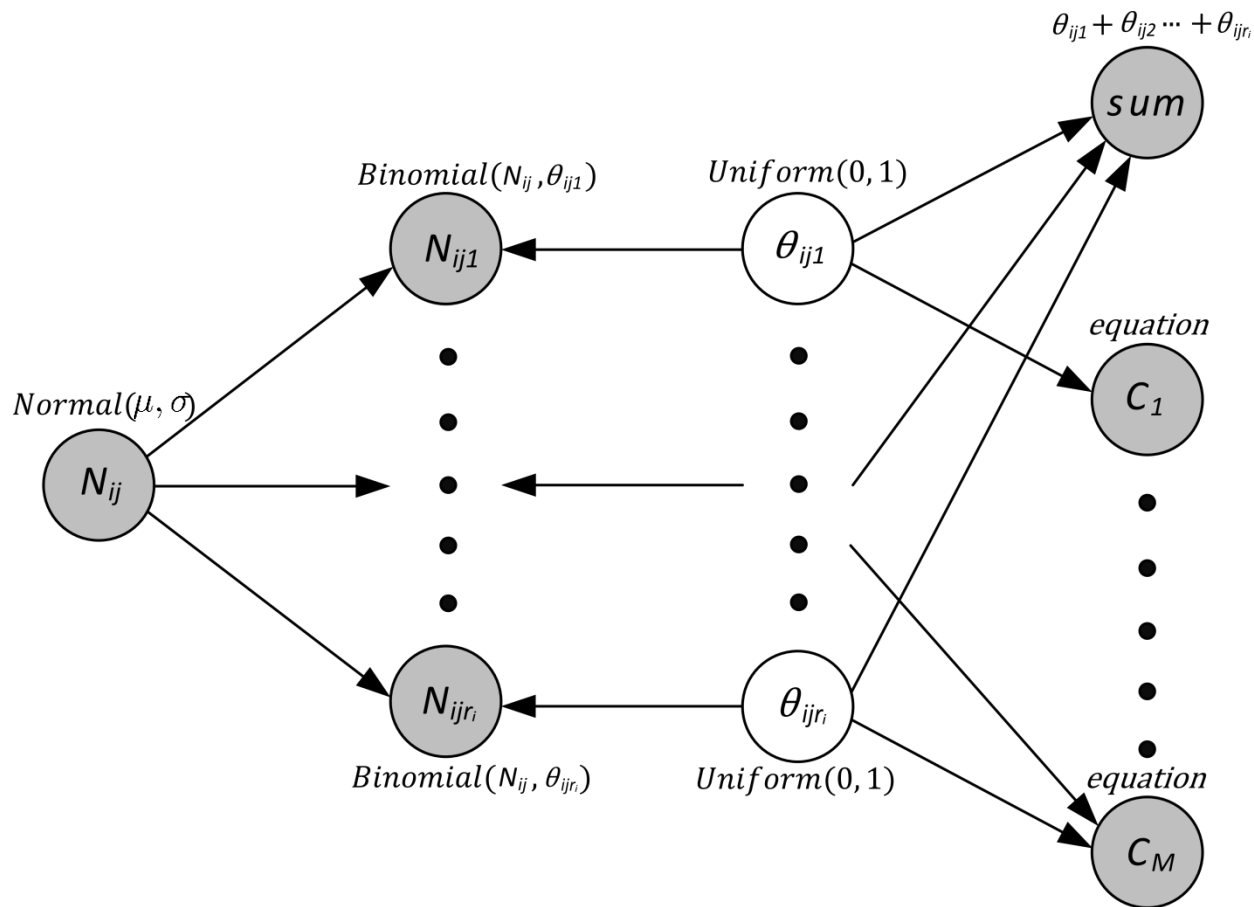 θij1 + θij2 ··· + θijri
sum
Binomial(Nij, θij1)
Uniform(0, 1)
Nij1
θij1
equation
C1
Normal(μ, σ)
Nij
Nijri
θijri
Binomial(Nij, θijri)
Uniform(0, 1)
equation
CM